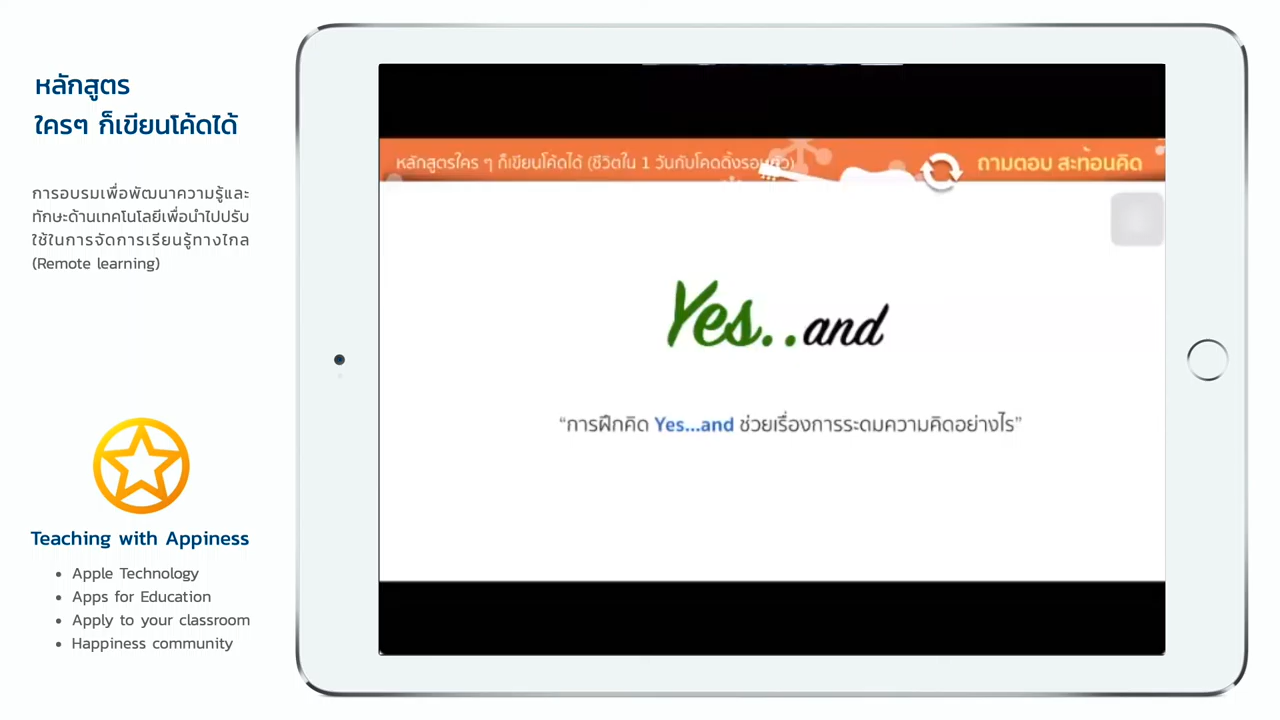 หลักสูตร
ใครๆ ก็เขียนโค้ดได้
การอบรมเพื่อพัฒนาความรู้และ
ทักษะด้านเทคโนโลยีเพื่อนำไปปรับ
ใช้ในการจัดการเรียนรู้ทางไกล
(Remote learning)
Teaching with Appiness
• Apple Technology
• Apps for Education
• Apply to your classroom
• Happiness community
หลักสูตรใคร ๆ ก็เขียนโค้ดได้ (ชีวิตใน 1 วันกับโคดดิ้งรอบตัว)
ถามตอบ สะท้อนคิด
Yes..and
“การฝึกคิด Yes...and ช่วยเรื่องการระดมความคิดอย่างไร”